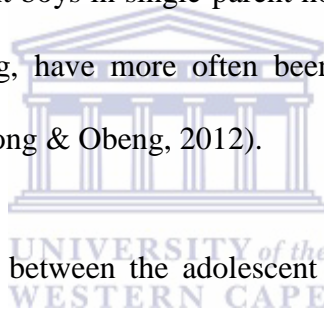 t boys in single-parent ho
g, have more often been
ong & Obeng, 2012).
between the adolescent
UNIVERSITY of the
WESTERN CAPE